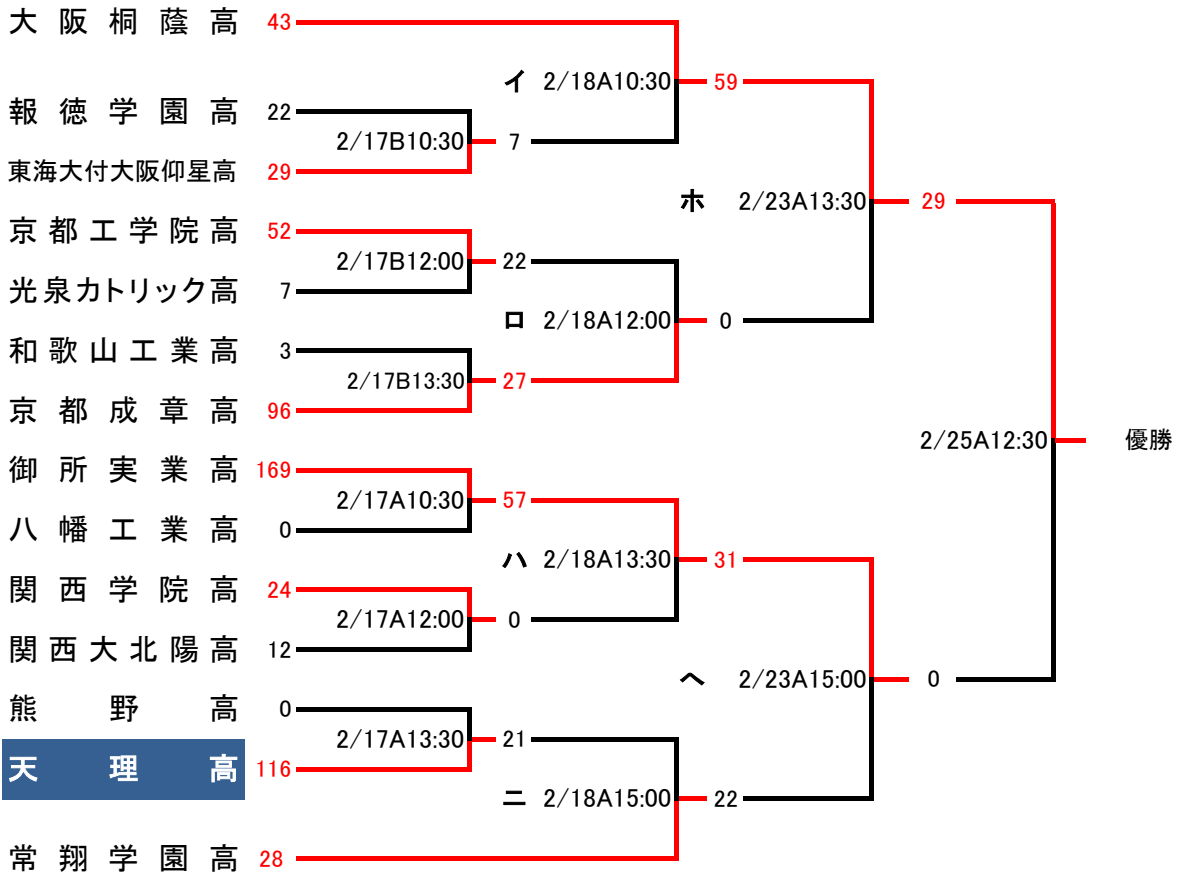 大阪桐蔭高 43
イ 2/18A10:30 59
報徳学園高 22
2/17B10:30 7
東海大付大阪仰星高 29
ホ 2/23A13:30 29
京都工学院高 52
2/17B12:00 22
光泉カトリック高 7
ロ 2/18A12:00 0
和歌山工業高 3
2/17B13:30 27
京都成章高 96
2/25A12:30 優勝
御所実業高 169
2/17A10:30 57
八幡工業高 0
ハ 2/18A13:30 31
関西学院高 24
2/17A12:00 0
関西大北陽高 12
ヘ 2/23A15:00 0
熊野高 0
2/17A13:30 21
天理高 116
ニ 2/18A15:00 22
常翔学園高 28